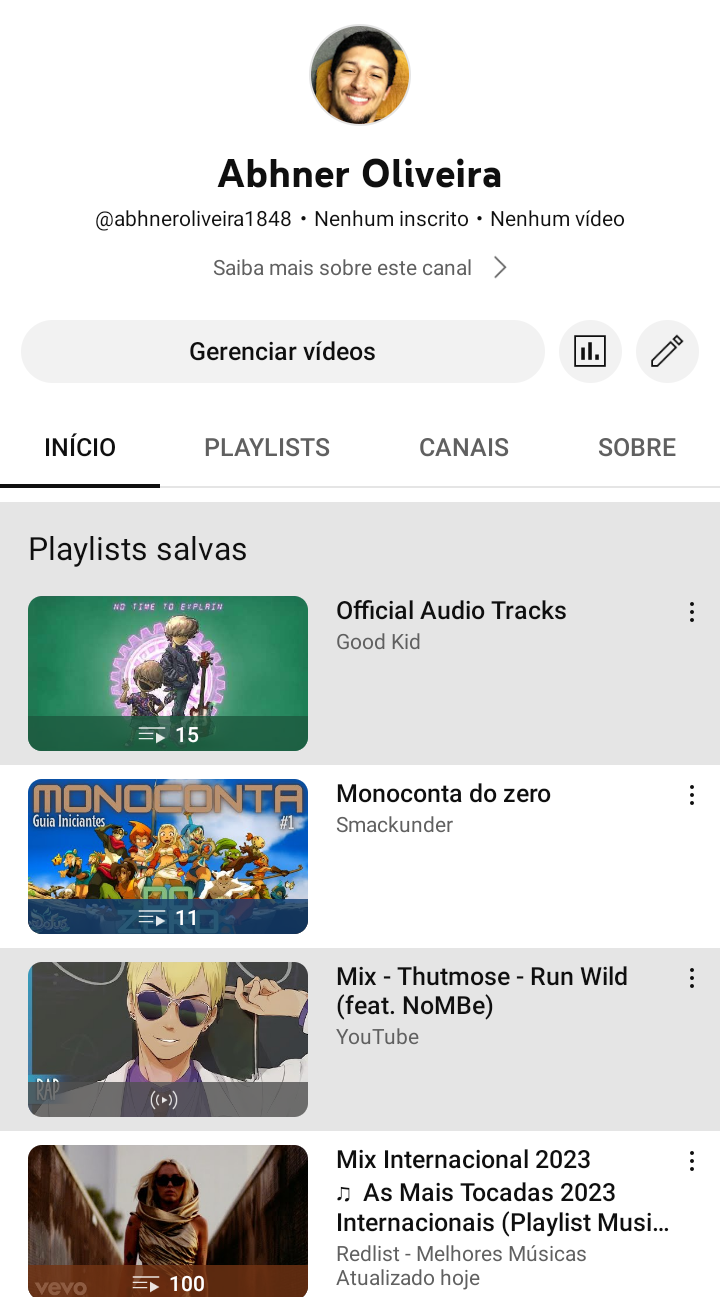 Abhner Oliveira
@abhneroliveira1848 • Nenhum inscrito • Nenhum vídeo
Saiba mais sobre este canal
Gerenciar vídeos
INÍCIO PLAYLISTS CANAIS SOBRE
Playlists salvas
NO TIME TO EXPLAIN
15
Official Audio Tracks
Good Kid
MONOCONTA
Guia Iniciantes #1
DO
ZERO
11
Monoconta do zero
Smackunder
RAP
Mix - Thutmose - Run Wild
(feat. NoMBe)
YouTube
vevo
100
Mix Internacional 2023
♫ As Mais Tocadas 2023
Internacionais (Playlist Musi...
Redlist - Melhores Músicas
Atualizado hoje